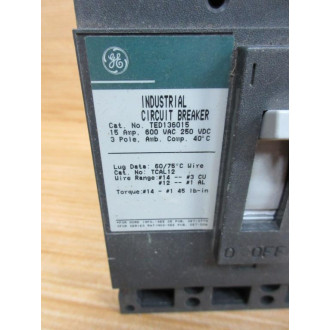 GE
INDUSTRIAL
CIRCUIT BREAKER
Cat. No. TED136015
15 Amp. 600 VAC 250 VDC
3 Pole, Amb. Comp. 40°C
Lug Data: 60/75°C Wire
Cat. No: TCAL12
Wire Range: #14 -- #3 CU
#12 -- #1 AL
Torque: #14 - #1 45 lb-in
O OFF